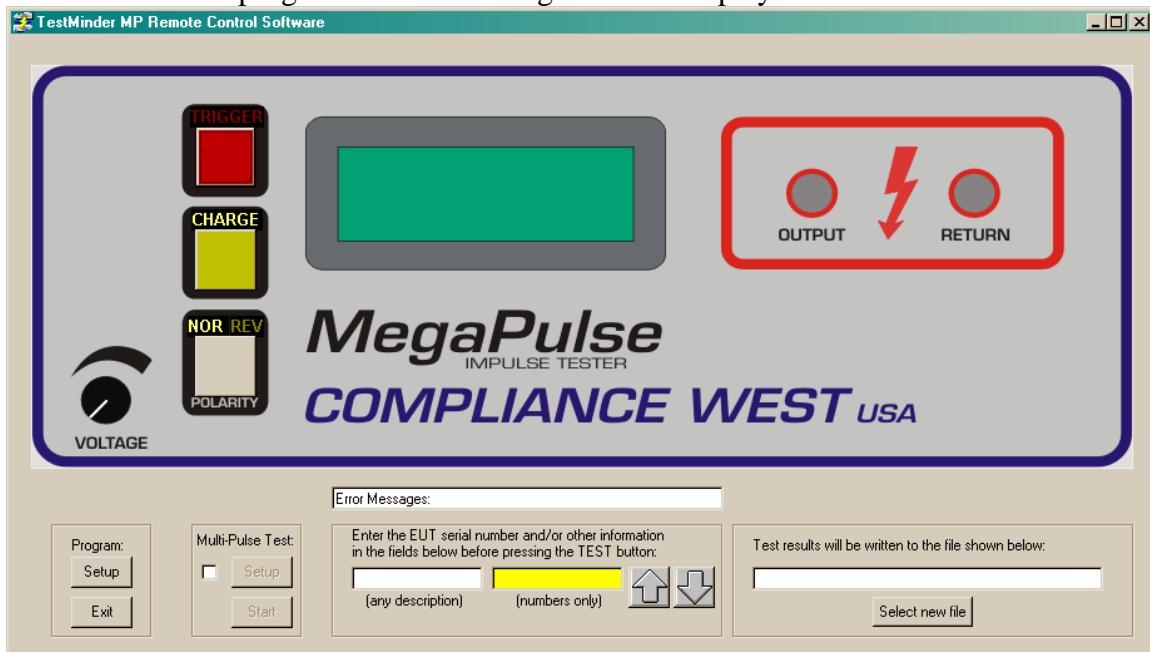 TestMinder MP Remote Control Software
TRIGGER
CHARGE
NOR REV
POLARITY
VOLTAGE
OUTPUT
RETURN
MegaPulse
IMPULSE TESTER
COMPLIANCE WEST USA
Error Messages:
Program:
Setup
Exit
Multi-Pulse Test:
Setup
Start
Enter the EUT serial number and/or other information
in the fields below before pressing the TEST button:
(any description)
(numbers only)
Test results will be written to the file shown below:
Select new file